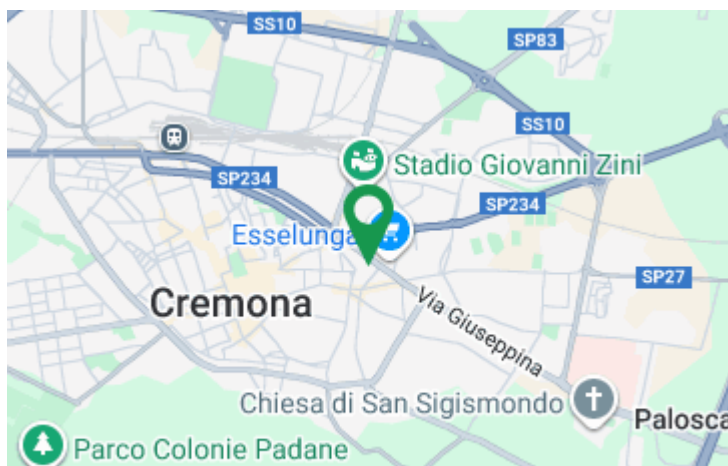 SS10
SP83
SS10
Stadio Giovanni Zini
SP234
SP234
Esselunga
SP27
Cremona
Via Giuseppina
Chiesa di San Sigismondo
Palosca
Parco Colonie Padane